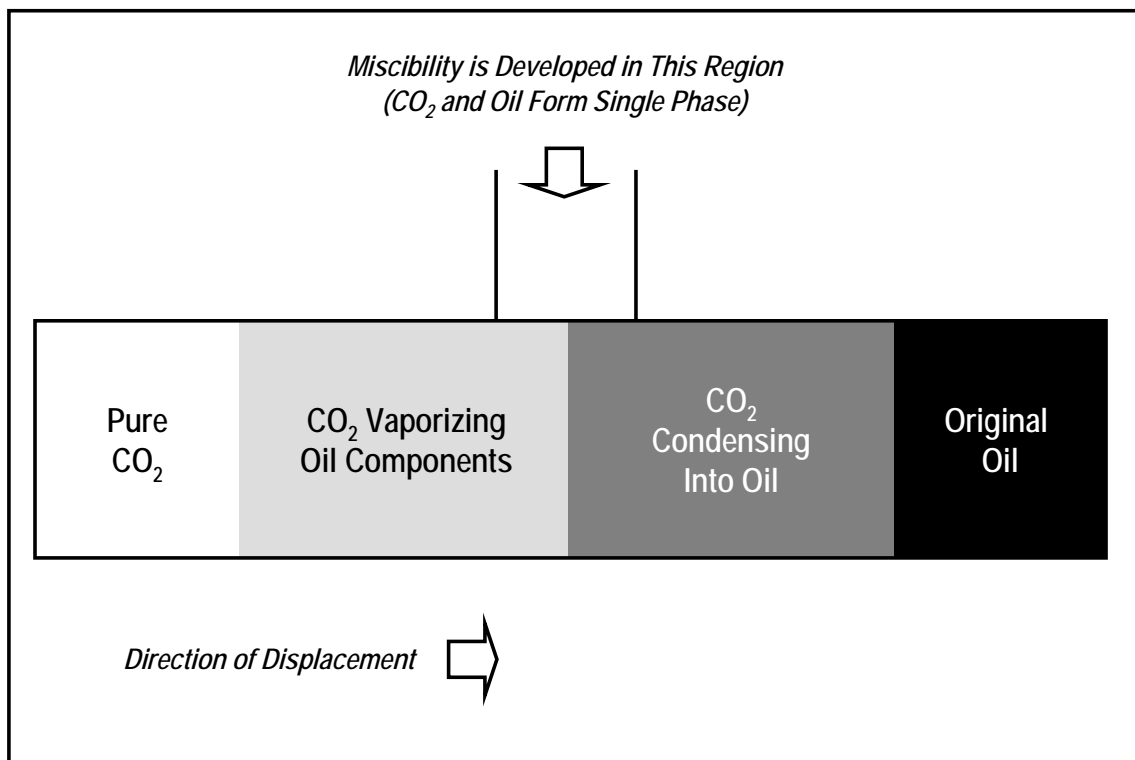 Miscibility is Developed in This Region
(CO₂ and Oil Form Single Phase)
Pure
CO₂
CO₂ Vaporizing
Oil Components
CO₂
Condensing
Into Oil
Original
Oil
Direction of Displacement